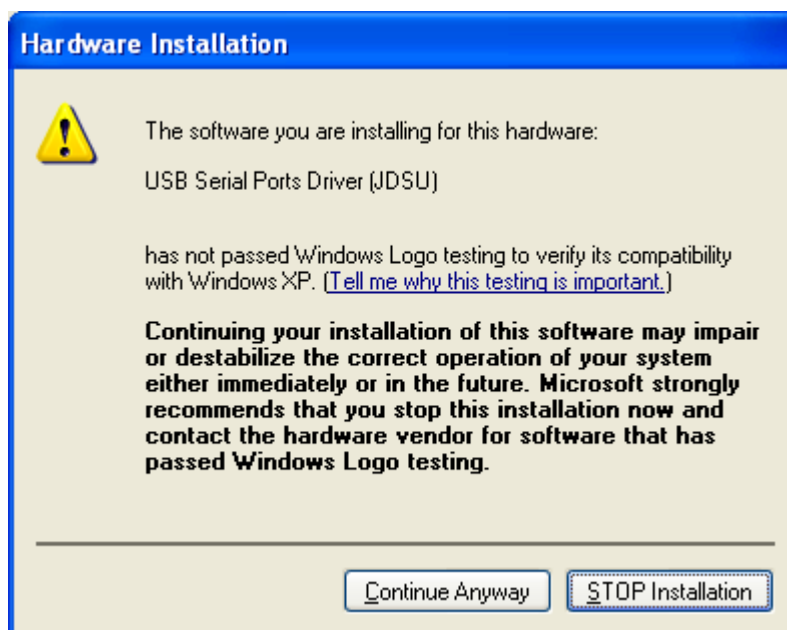 Hardware Installation
The software you are installing for this hardware:
USB Serial Ports Driver (JDSU)
has not passed Windows Logo testing to verify its compatibility
with Windows XP. (Tell me why this testing is important.)
Continuing your installation of this software may impair
or destabilize the correct operation of your system
either immediately or in the future. Microsoft strongly
recommends that you stop this installation now and
contact the hardware vendor for software that has
passed Windows Logo testing.
Continue Anyway
STOP Installation